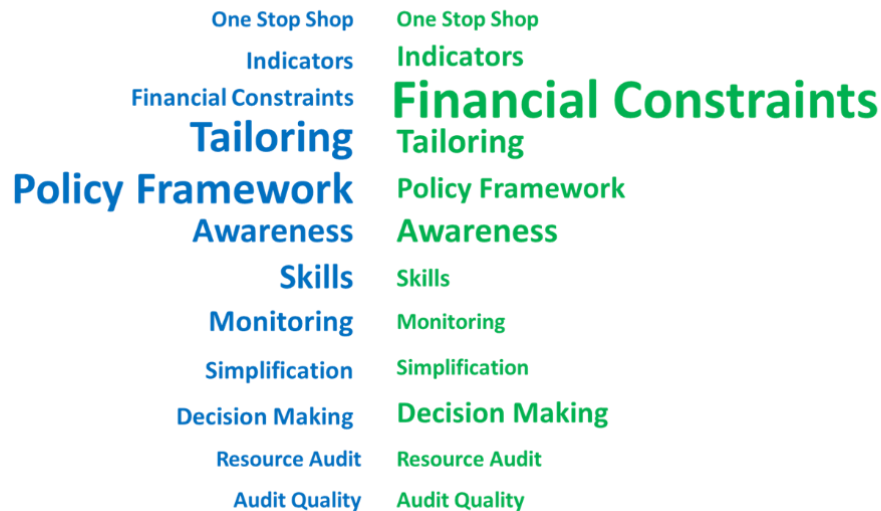 One Stop Shop One Stop Shop
Indicators Indicators
Financial Constraints Financial Constraints
Tailoring Tailoring
Policy Framework Policy Framework
Awareness Awareness
Skills Skills
Monitoring Monitoring
Simplification Simplification
Decision Making Decision Making
Resource Audit Resource Audit
Audit Quality Audit Quality